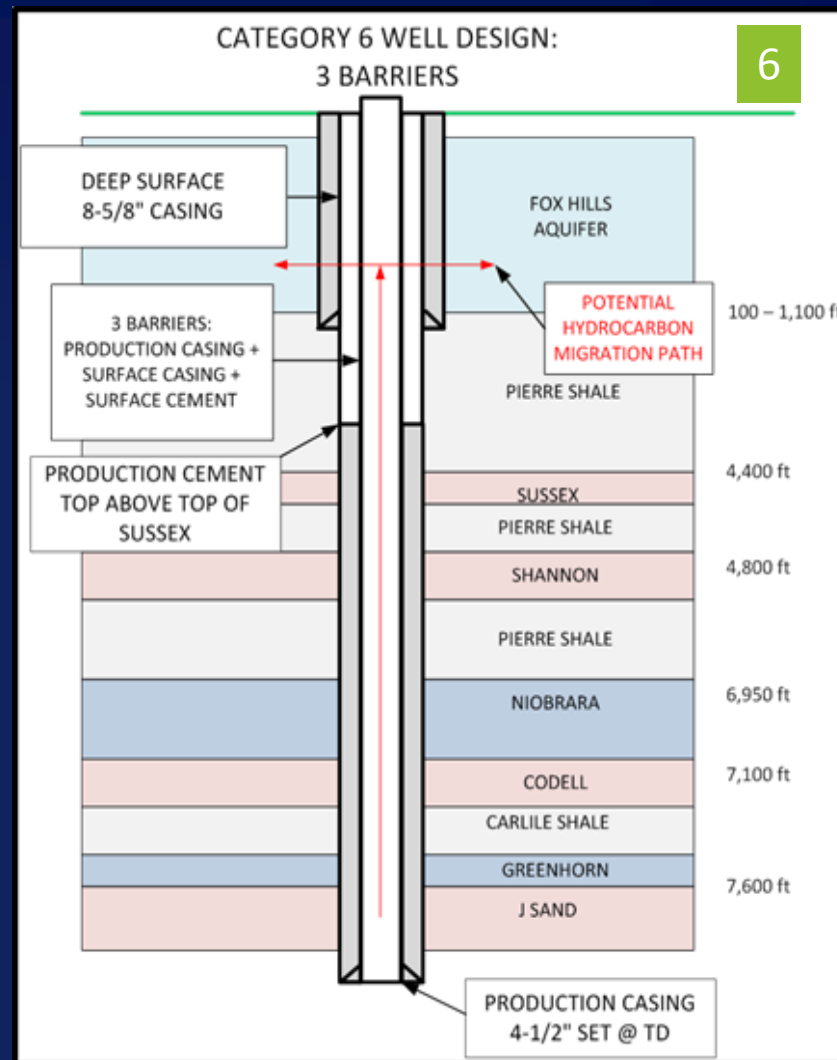 CATEGORY 6 WELL DESIGN:
3 BARRIERS
6
DEEP SURFACE
8-5/8" CASING
FOX HILLS
AQUIFER
3 BARRIERS:
PRODUCTION CASING +
SURFACE CASING +
SURFACE CEMENT
POTENTIAL
HYDROCARBON
MIGRATION PATH
100 – 1,100 ft
PIERRE SHALE
PRODUCTION CEMENT
TOP ABOVE TOP OF
SUSSEX
4,400 ft
SUSSEX
PIERRE SHALE
4,800 ft
SHANNON
PIERRE SHALE
6,950 ft
NIOBRARA
7,100 ft
CODELL
CARLILE SHALE
GREENHORN
7,600 ft
J SAND
PRODUCTION CASING
4-1/2" SET @ TD